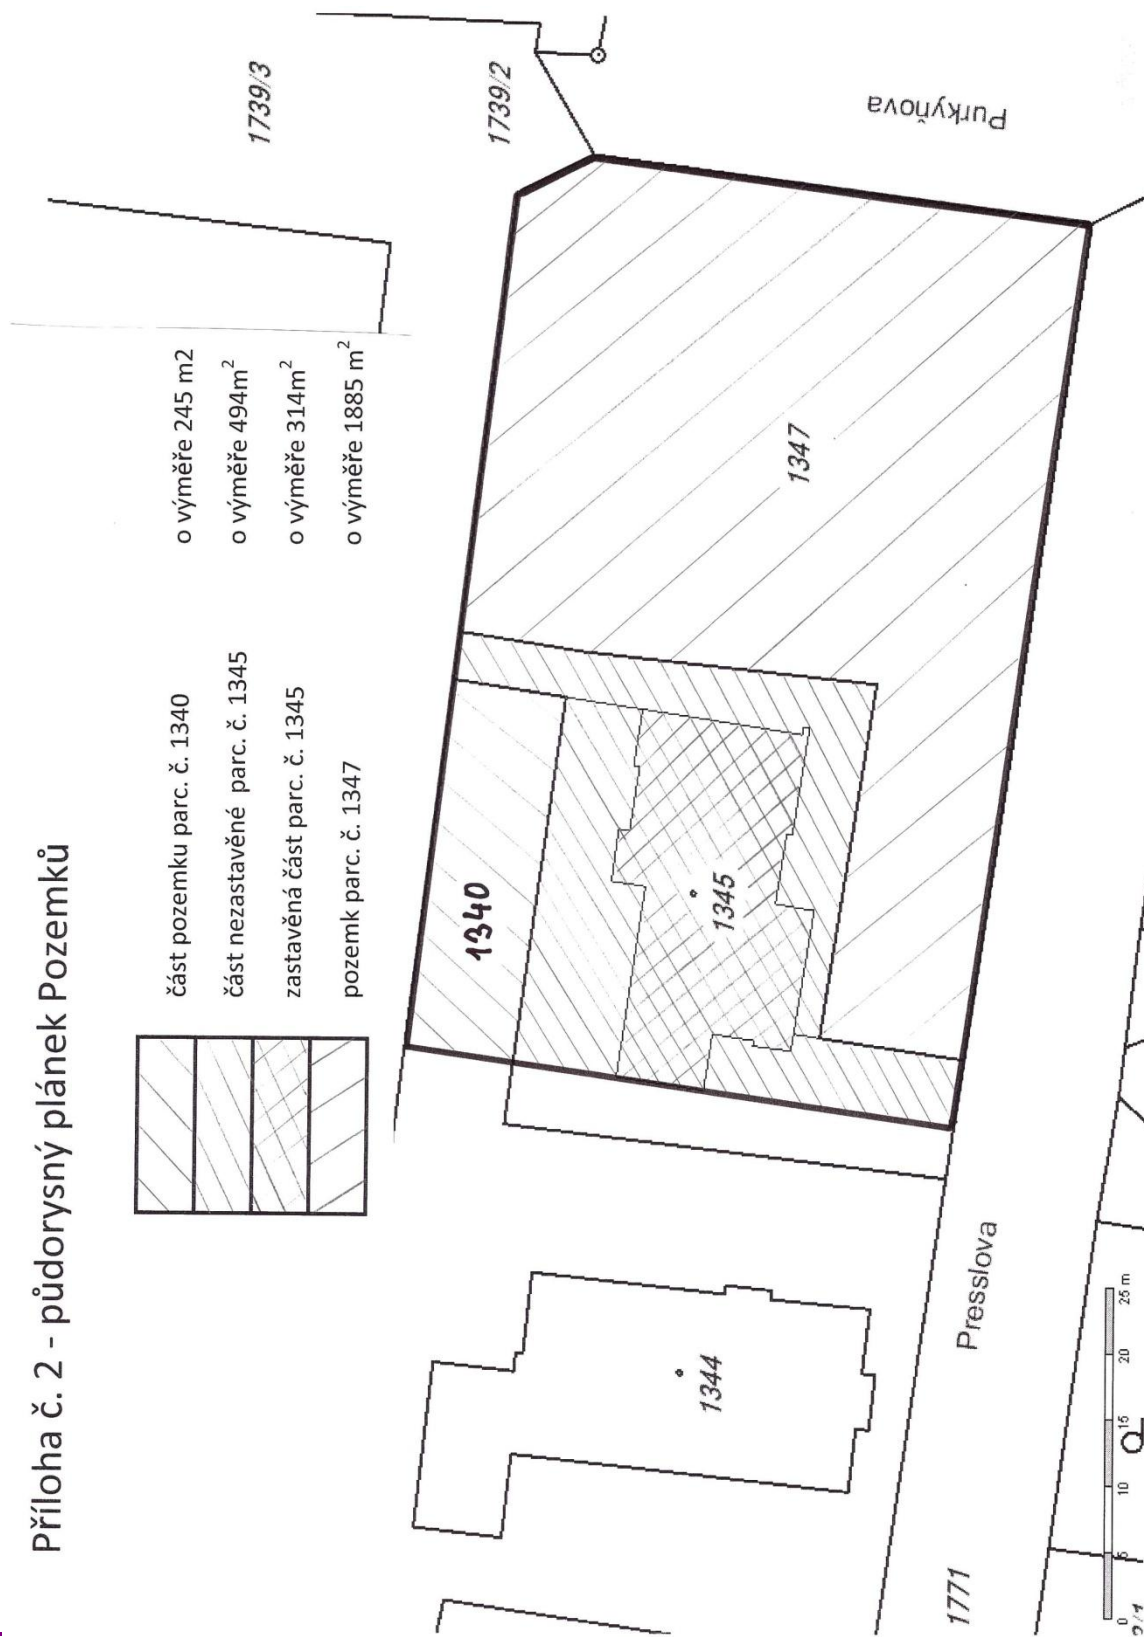 Příloha č. 2 - půdorysný plánek Pozemků
část pozemku parc. č. 1340 o výměře 245 m2
část nezastavěné parc. č. 1345 o výměře 494m²
zastavěná část parc. č. 1345 o výměře 314m²
pozemk parc. č. 1347 o výměře 1885 m²
1739/3
1739/2
Purkyňova
1340
1347
1345
1344
Presslova
1771
0 5 10 15 20 25 m